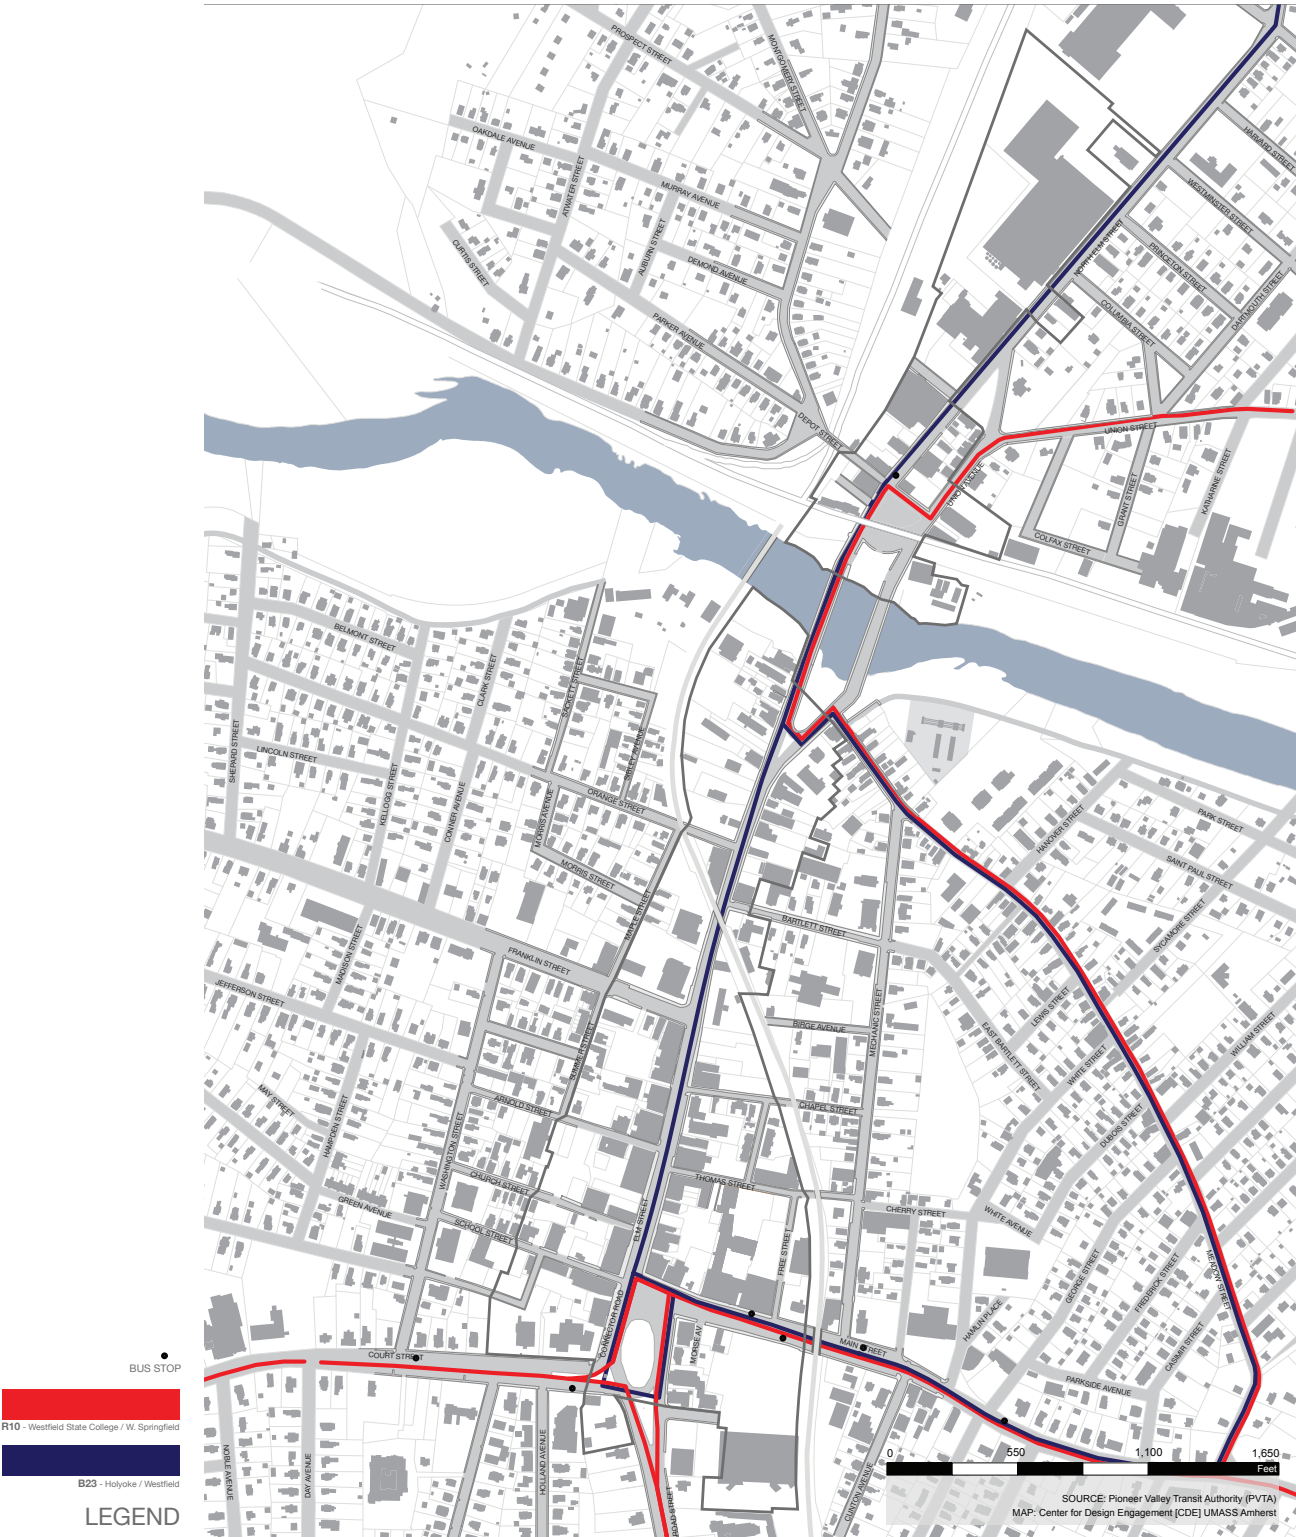 PROSPECT STREET
MONTGOMERY STREET
OAKDALE AVENUE
ATWATER STREET
MURRAY AVENUE
HARVARD STREET
WESTMINSTER STREET
CURTIS STREET
AUBURN STREET
DEMOND AVENUE
NORTH ELM STREET
PRINCETON STREET
DARTMOUTH STREET
COLUMBIA STREET
PARKER AVENUE
DEPOT STREET
UNION STREET
UNION AVENUE
GRANT STREET
KATHARINE STREET
COLFAX STREET
BELMONT STREET
CLARK STREET
SACKETT STREET
SHEPARD STREET
LINCOLN STREET
KELLOGG STREET
CONNER AVENUE
MORRIS AVENUE
ORANGE STREET
MORRIS STREET
MAPLE STREET
HANOVER STREET
PARK STREET
SAINT PAUL STREET
SYCAMORE STREET
BARTLETT STREET
FRANKLIN STREET
MADISON STREET
JEFFERSON STREET
BIRGE AVENUE
MECHANIC STREET
EAST BARTLETT STREET
LEWIS STREET
WHITE STREET
WILLIAM STREET
SUMMER STREET
MAY STREET
HAMPDEN STREET
ARNOLD STREET
CHAPEL STREET
DUBOIS STREET
WASHINGTON STREET
CHURCH STREET
THOMAS STREET
GREEN AVENUE
SCHOOL STREET
ELM STREET
FREE STREET
CHERRY STREET
WHITE AVENUE
GEORGE STREET
FREDERICK STREET
MEADOW STREET
CONNECTOR ROAD
MORSE AV
MAIN STREET
HAMLIN PLACE
CASIMIR STREET
COURT STREET
PARKSIDE AVENUE
NOBLE AVENUE
DAY AVENUE
HOLLAND AVENUE
CLINTON AVENUE
BUS STOP
R10 - Westfield State College / W. Springfield
B23 - Holyoke / Westfield
LEGEND
0 550 1,100 1,650
Feet
SOURCE: Pioneer Valley Transit Authority (PVTA)
MAP: Center for Design Engagement [CDE] UMASS Amherst